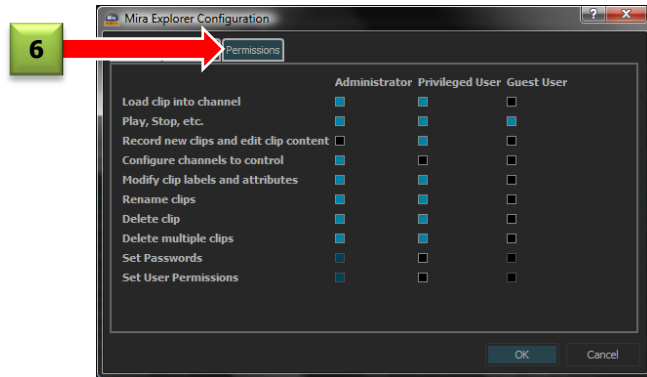 Mira Explorer Configuration
6
Permissions
Administrator Privileged User Guest User
Load clip into channel
Play, Stop, etc.
Record new clips and edit clip content
Configure channels to control
Modify clip labels and attributes
Rename clips
Delete clip
Delete multiple clips
Set Passwords
Set User Permissions
OK Cancel